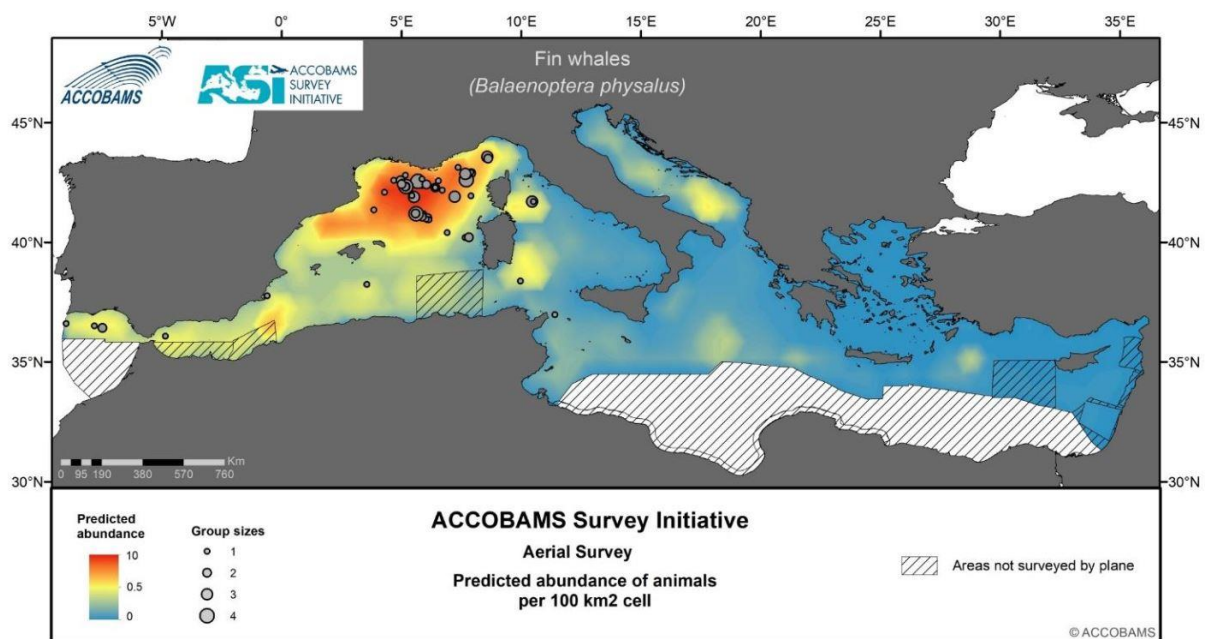 5°W 0° 5°E 10°E 15°E 20°E 25°E 30°E 35°E
ACCOBAMS
ASI ACCOBAMS
SURVEY
INITIATIVE
Fin whales
(Balaenoptera physalus)
45°N 45°N
40°N 40°N
35°N 35°N
30°N 30°N
Km
0 95 190 380 570 760
Predicted
abundance
10
0.5
0
Group sizes
1
2
3
4
ACCOBAMS Survey Initiative
Aerial Survey
Predicted abundance of animals
per 100 km2 cell
Areas not surveyed by plane
© ACCOBAMS